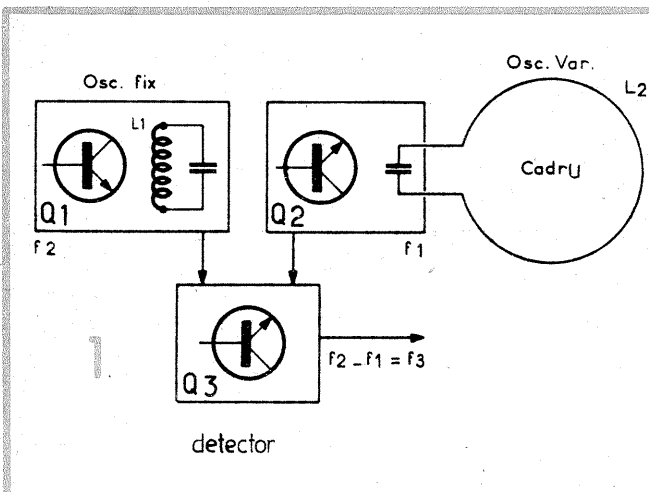 Osc. fix
Osc. Var.
L1
L2
Cadru
Q1
Q2
f2
f1
1
Q3
f2 - f1 = f3
detector